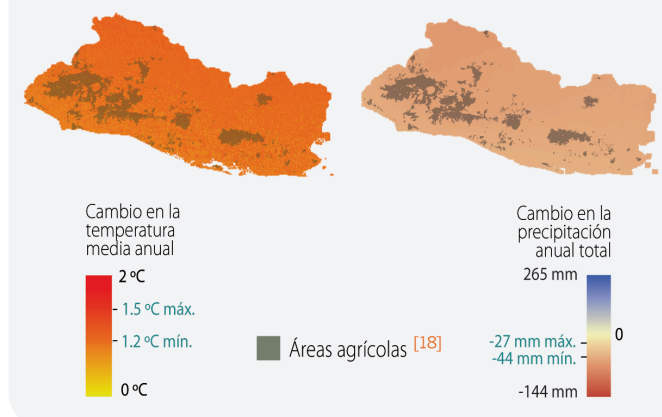 Cambio en la
temperatura
media anual
2 ºC
1.5 ºC máx.
1.2 ºC mín.
0 ºC
Áreas agrícolas [18]
Cambio en la
precipitación
anual total
265 mm
0
-27 mm máx.
-44 mm mín.
-144 mm